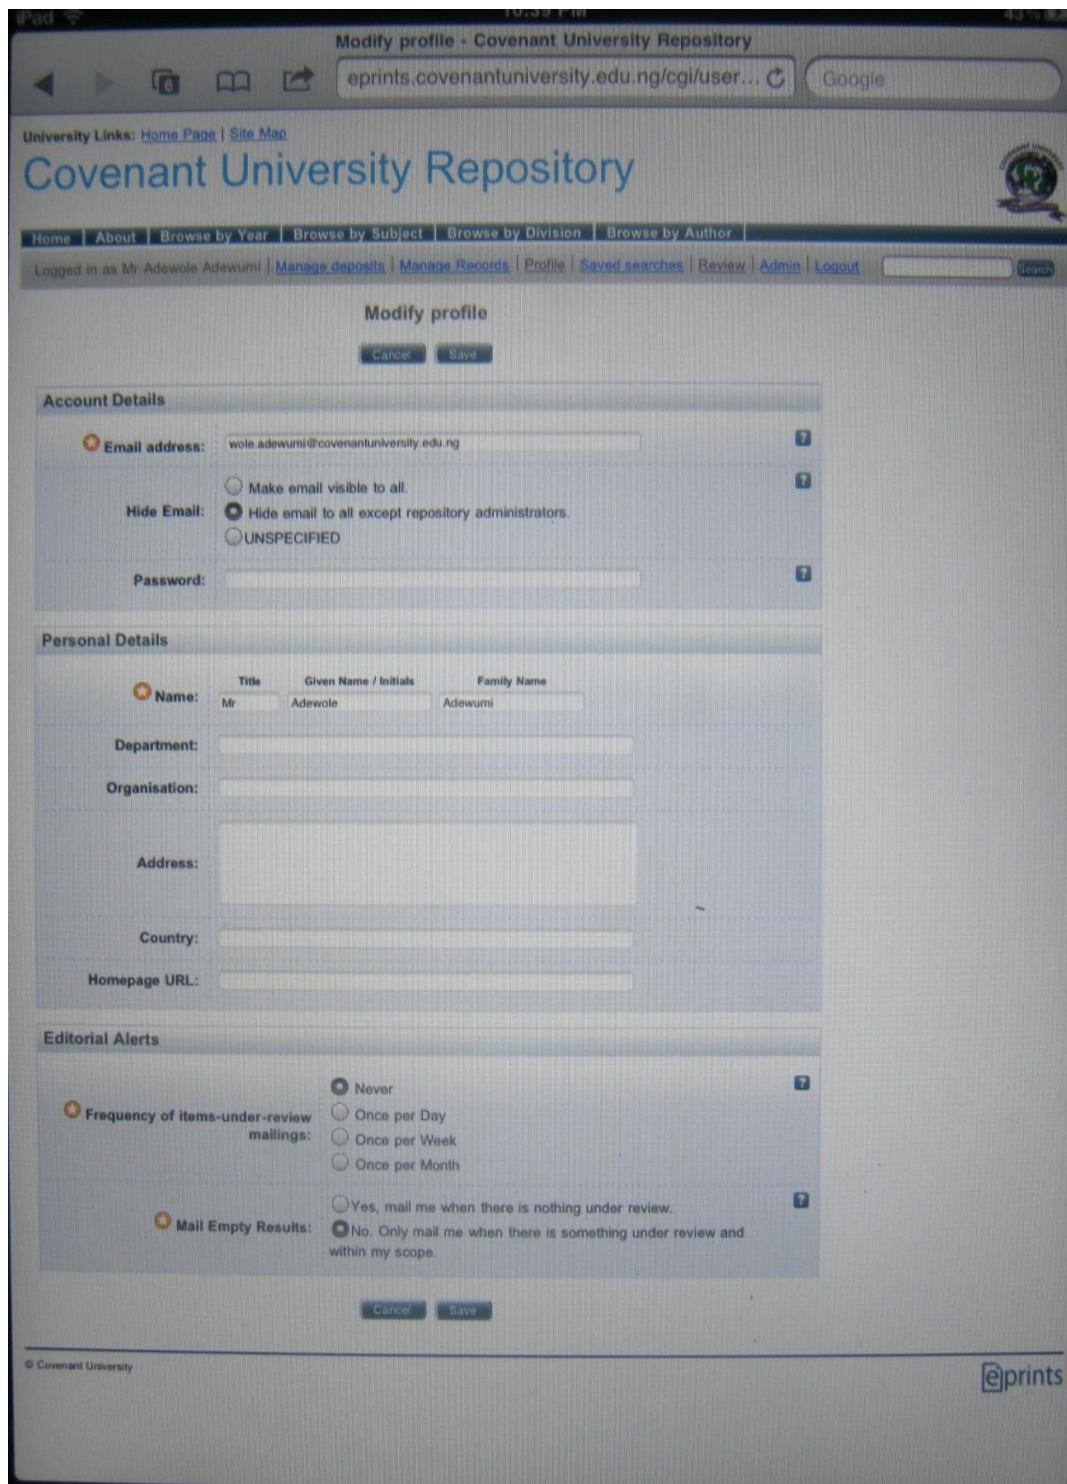 iPad 10:39 PM 43%
Modify profile - Covenant University Repository
6 eprints.covenantuniversity.edu.ng/cgi/user... Google
University Links: Home Page | Site Map
Covenant University Repository
COVENANT UNIVERSITY
Home | About | Browse by Year | Browse by Subject | Browse by Division | Browse by Author |
Logged in as Mr Adewole Adewumi | Manage deposits | Manage Records | Profile | Saved searches | Review | Admin | Logout Search
Modify profile
Cancel Save
Account Details
Email address: wole.adewumi@covenantuniversity.edu.ng ?
Make email visible to all. ?
Hide Email: Hide email to all except repository administrators.
UNSPECIFIED
Password: ?
Personal Details
Title Given Name / Initials Family Name
Name: Mr Adewole Adewumi
Department:
Organisation:
Address:
Country:
Homepage URL:
Editorial Alerts
Never ?
Frequency of items-under-review Once per Day
mailings: Once per Week
Once per Month
Yes, mail me when there is nothing under review. ?
Mail Empty Results: No. Only mail me when there is something under review and
within my scope.
Cancel Save
© Covenant University
eprints